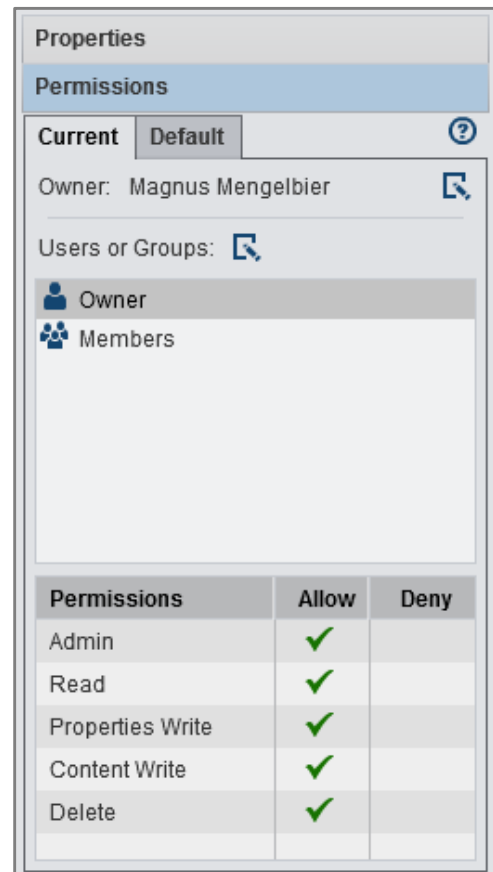 Properties
Permissions
Current Default ?
Owner: Magnus Mengelbier
Users or Groups:
Owner
Members
Permissions Allow Deny
Admin
Read
Properties Write
Content Write
Delete